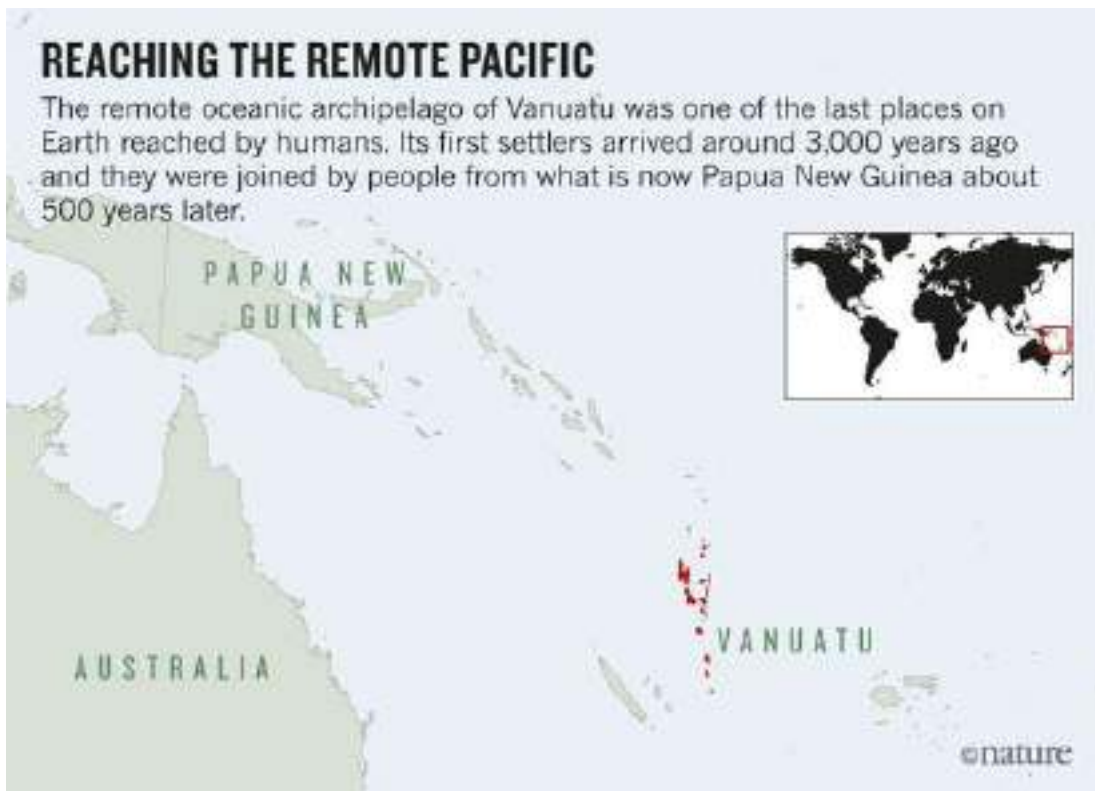 REACHING THE REMOTE PACIFIC
The remote oceanic archipelago of Vanuatu was one of the last places on
Earth reached by humans. Its first settlers arrived around 3,000 years ago
and they were joined by people from what is now Papua New Guinea about
500 years later.
PAPUA NEW
GUINEA
VANUATU
AUSTRALIA
©nature